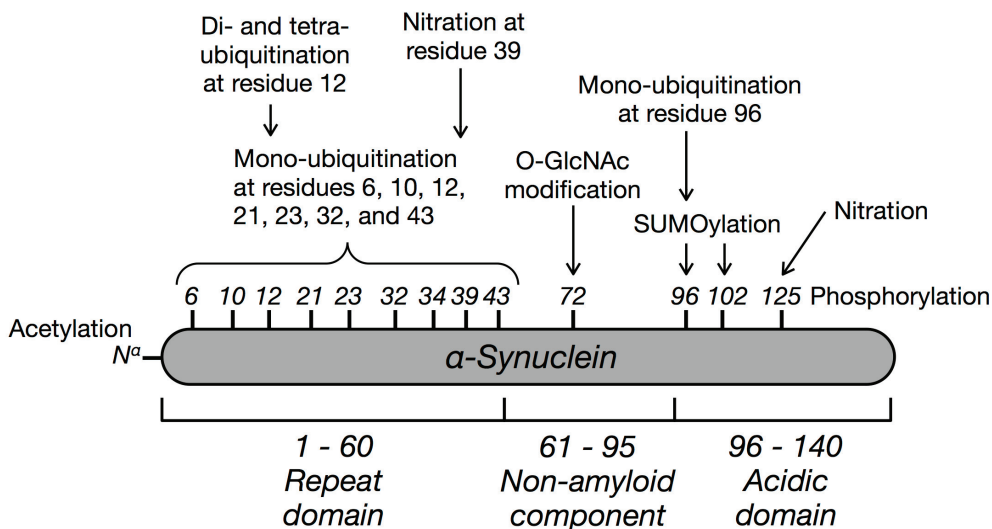 Di- and tetra-
ubiquitination
at residue 12
Nitration at
residue 39
Mono-ubiquitination
at residue 96
Mono-ubiquitination
at residues 6, 10, 12,
21, 23, 32, and 43
O-GlcNAc
modification
SUMOylation
Nitration
6 10 12 21 23 32 34 39 43 72 96 102 125 Phosphorylation
Acetylation
Nα
α-Synuclein
1 - 60
Repeat
domain
61 - 95
Non-amyloid
component
96 - 140
Acidic
domain